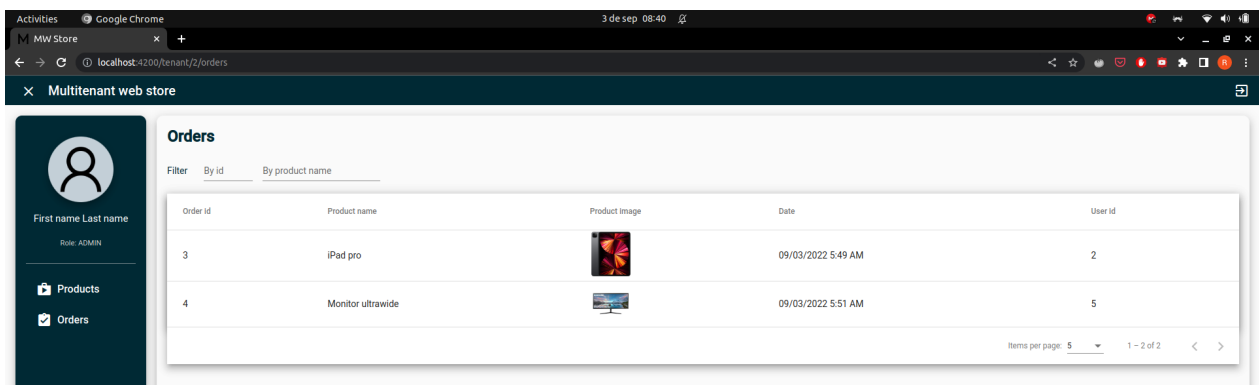 Activities Google Chrome 3 de sep 08:40
MW Store
localhost:4200/tenant/2/orders
R
Multitenant web store
Orders
Filter By id By product name
Order Id Product name Product Image Date User Id
3 iPad pro 09/03/2022 5:49 AM 2
4 Monitor ultrawide 09/03/2022 5:51 AM 5
Items per page: 5 1 – 2 of 2
First name Last name
Role: ADMIN
Products
Orders